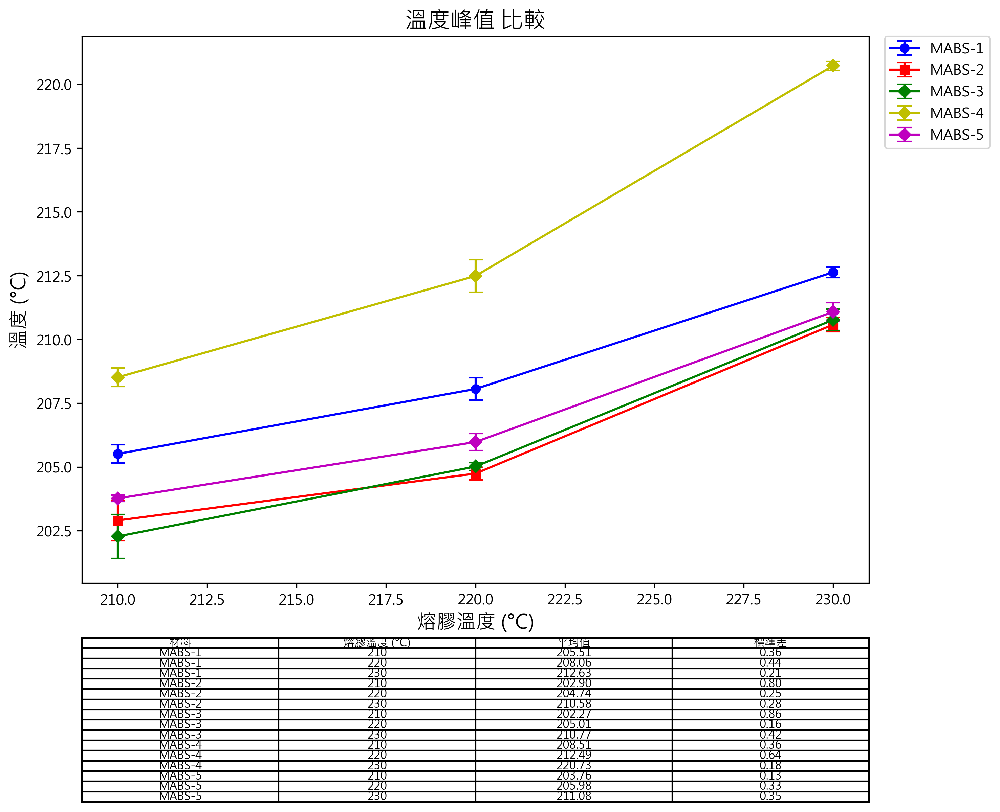 溫度峰值 比較
MABS-1
MABS-2
MABS-3
MABS-4
MABS-5
溫度 (°C)
220.0
217.5
215.0
212.5
210.0
207.5
205.0
202.5
210.0 212.5 215.0 217.5 220.0 222.5 225.0 227.5 230.0
熔膠溫度 (°C)
材料 熔膠溫度 (°C) 平均值 標準差
MABS-1 210 205.51 0.36
MABS-1 220 208.06 0.44
MABS-1 230 212.63 0.21
MABS-2 210 202.90 0.80
MABS-2 220 204.74 0.25
MABS-2 230 210.58 0.28
MABS-3 210 202.27 0.86
MABS-3 220 205.01 0.16
MABS-3 230 210.77 0.42
MABS-4 210 208.51 0.36
MABS-4 220 212.49 0.64
MABS-4 230 220.73 0.18
MABS-5 210 203.76 0.13
MABS-5 220 205.98 0.33
MABS-5 230 211.08 0.35